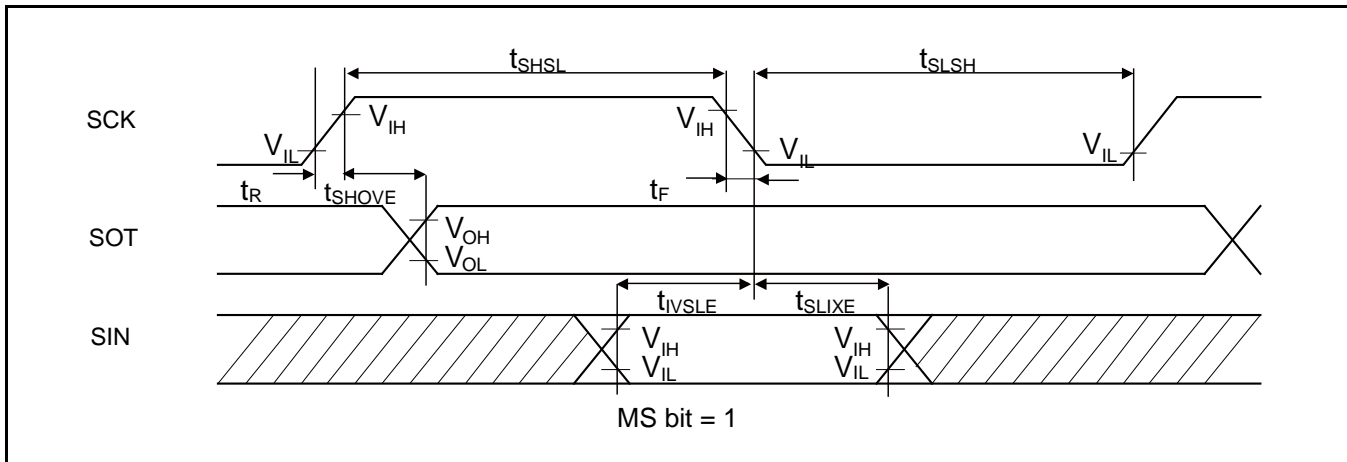 tSHSL
tSLSH
SCK
VIH
VIH
VIL
VIL
VIL
tR
tSHOVE
tF
SOT
VOH
VOL
tIVSLE
tSLIXE
SIN
VIH
VIH
VIL
VIL
MS bit = 1